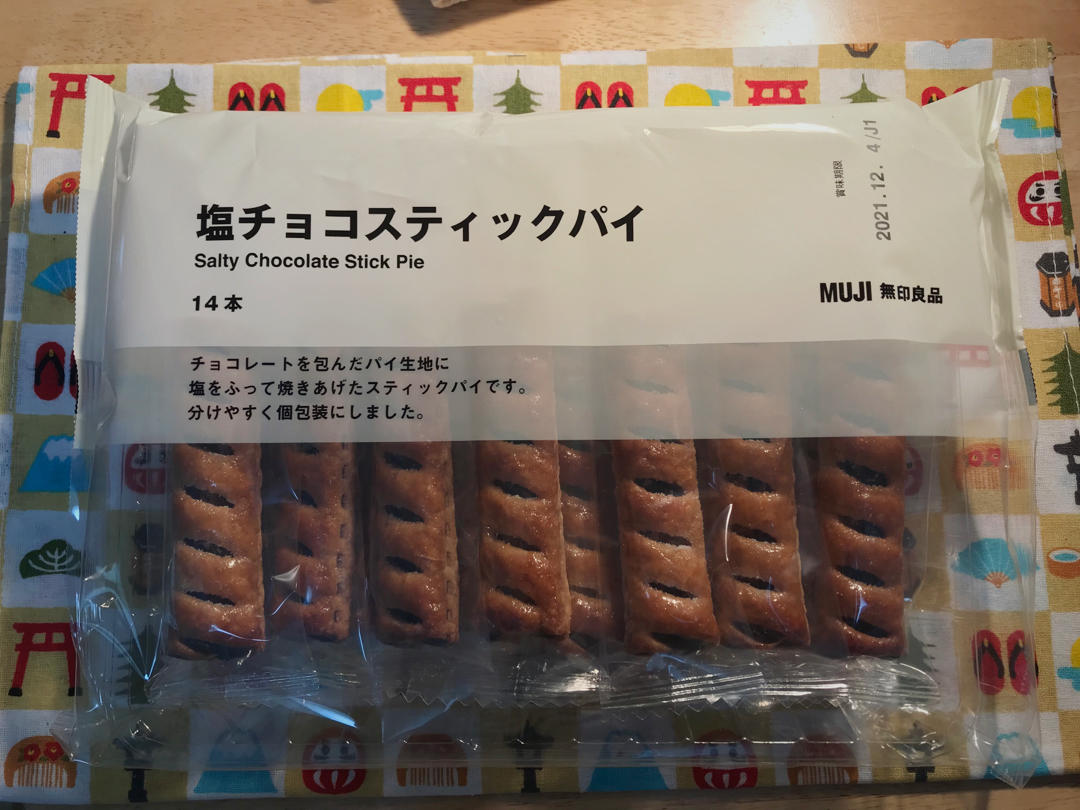 賞味期限
2021.12. 4/J1
塩チョコスティックパイ
Salty Chocolate Stick Pie
14本
MUJI 無印良品
チョコレートを包んだパイ生地に
塩をふって焼きあげたスティックパイです。
分けやすく個包装にしました。